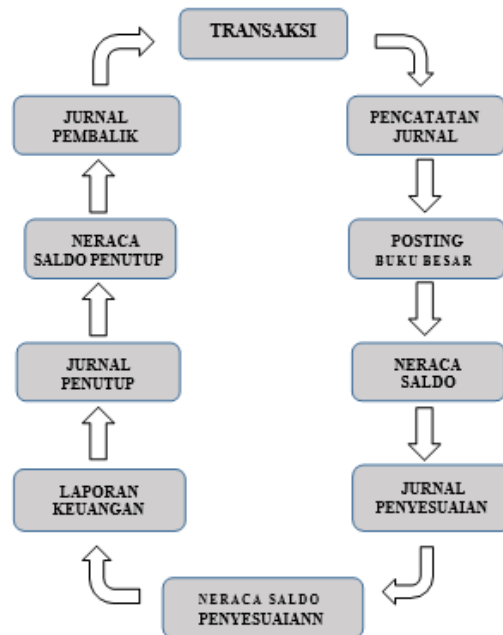 TRANSAKSI
PENCATATAN
JURNAL
POSTING
BUKU BESAR
NERACA
SALDO
JURNAL
PENYESUAIAN
NERACA SALDO
PENYESUAIANN
LAPORAN
KEUANGAN
JURNAL
PENUTUP
NERACA
SALDO PENUTUP
JURNAL
PEMBALIK